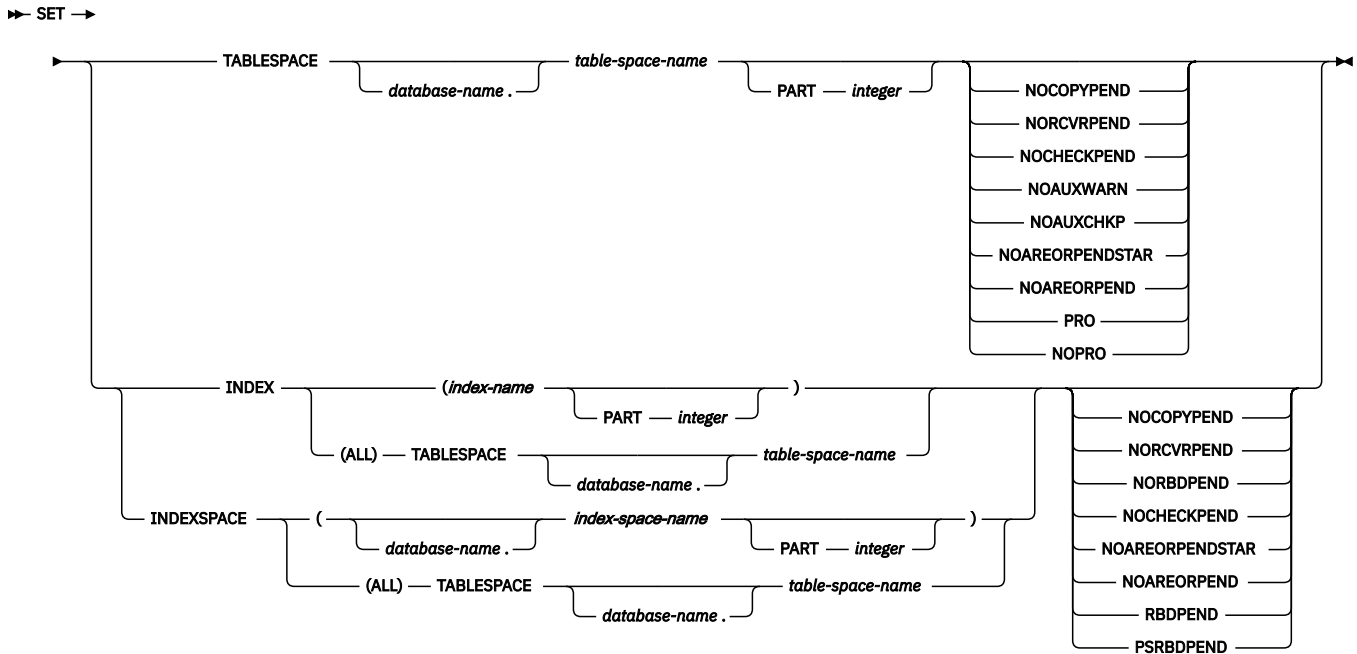 SET
TABLESPACE
database-name .
table-space-name
PART
integer
NOCOPYPEND
NORCVRPEND
NOCHECKPEND
NOAUXWARN
NOAUXCHKP
NOAREORPENDSTAR
NOAREORPEND
PRO
NOPRO
INDEX
(index-name
PART
integer
)
(ALL)
TABLESPACE
database-name .
table-space-name
INDEXSPACE
(
database-name .
index-space-name
PART
integer
)
(ALL)
TABLESPACE
database-name .
table-space-name
NOCOPYPEND
NORCVRPEND
NORBDPEND
NOCHECKPEND
NOAREORPENDSTAR
NOAREORPEND
RBDPEND
PSRBDPEND